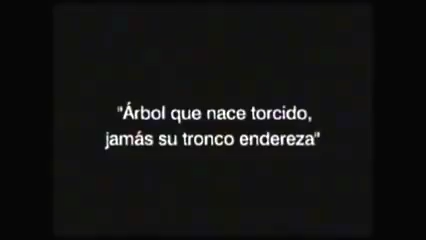 "Árbol que nace torcido,
jamás su tronco endereza"